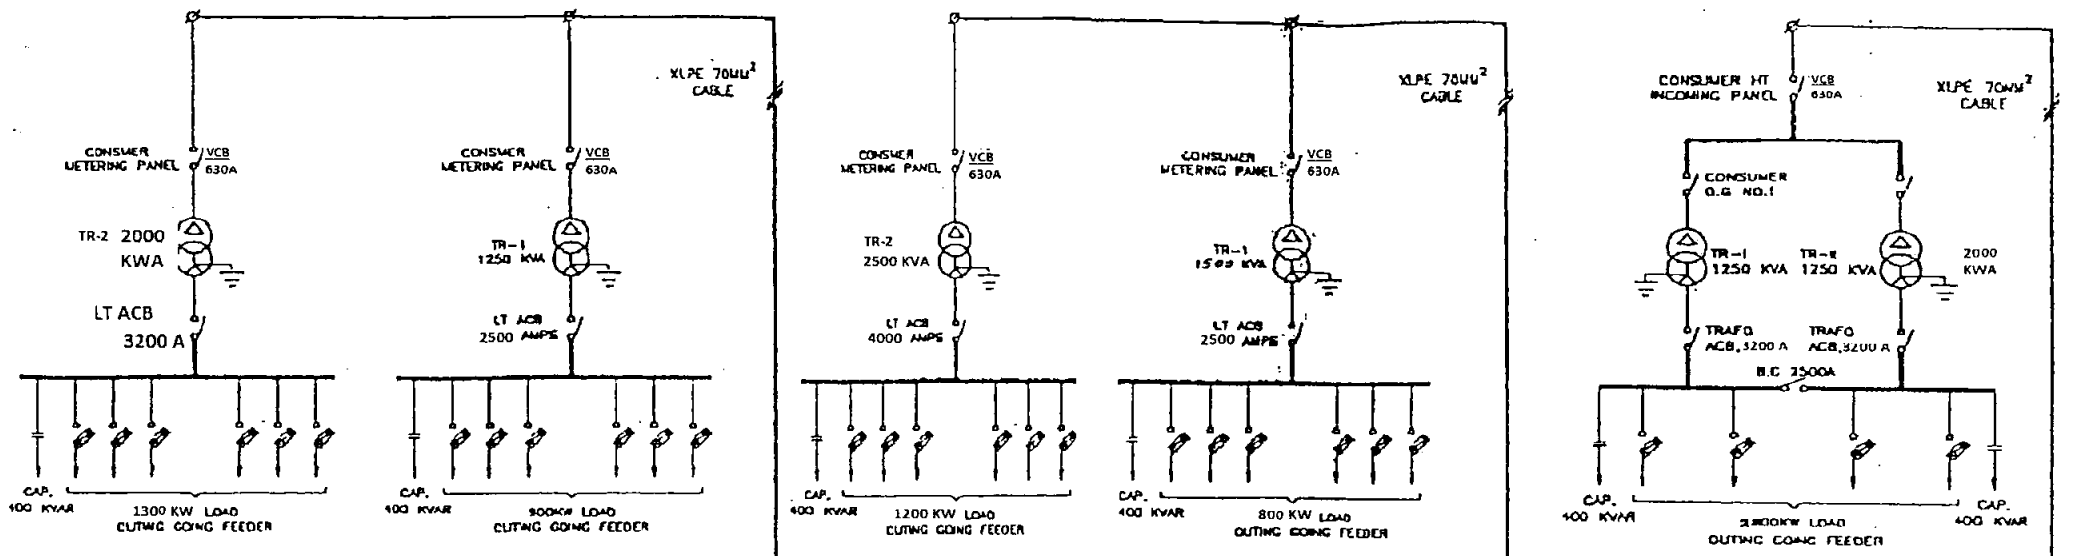 XLPE 70MM²
CABLE
CONSMER
METERING PANEL
VCB
630A
TR-2 2000
KWA
LT ACB
3200 A
CAP.
400 KVAR
1300 KW LOAD
OUTING GOING FEEDER
CONSMER
METERING PANEL
VCB
630A
TR-1
1250 KVA
LT ACB
2500 AMPS
CAP.
400 KVAR
900KW LOAD
OUTING GOING FEEDER
XLPE 70MM²
CABLE
CONSMER
METERING PANEL
VCB
630A
TR-2
2500 KVA
LT ACB
4000 AMPS
CAP.
400 KVAR
1200 KW LOAD
OUTING GOING FEEDER
CONSUMER
METERING PANEL
VCB
630A
TR-1
1500 KVA
LT ACB
2500 AMPS
CAP.
400 KVAR
800 KW LOAD
OUTING GOING FEEDER
CONSUMER HT
INCOMING PANEL
VCB
630A
XLPE 70MM²
CABLE
CONSUMER
O.G NO.1
TR-1
1250 KVA
1250 KVA
2000
KWA
TRAFO
ACB,3200 A
TRAFO
ACB,3200 A
B.C 2500A
CAP.
400 KVAR
LOAD
OUTING GOING FEEDER
CAP.
400 KVAR